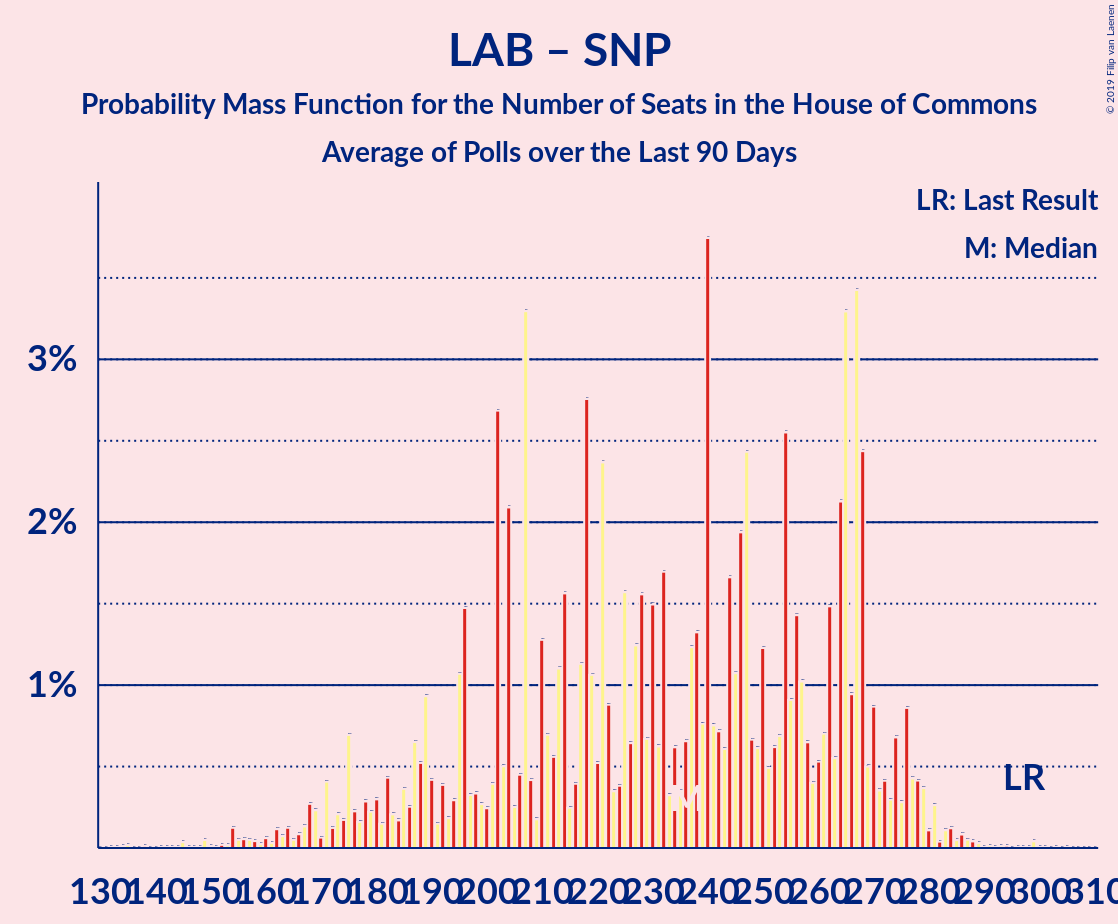 LAB – SNP
Probability Mass Function for the Number of Seats in the House of Commons
Average of Polls over the Last 90 Days
© 2019 Filip van Laenen
LR: Last Result
M: Median
3%
2%
1%
M
LR
130 140 150 160 170 180 190 200 210 220 230 240 250 260 270 280 290 300 310